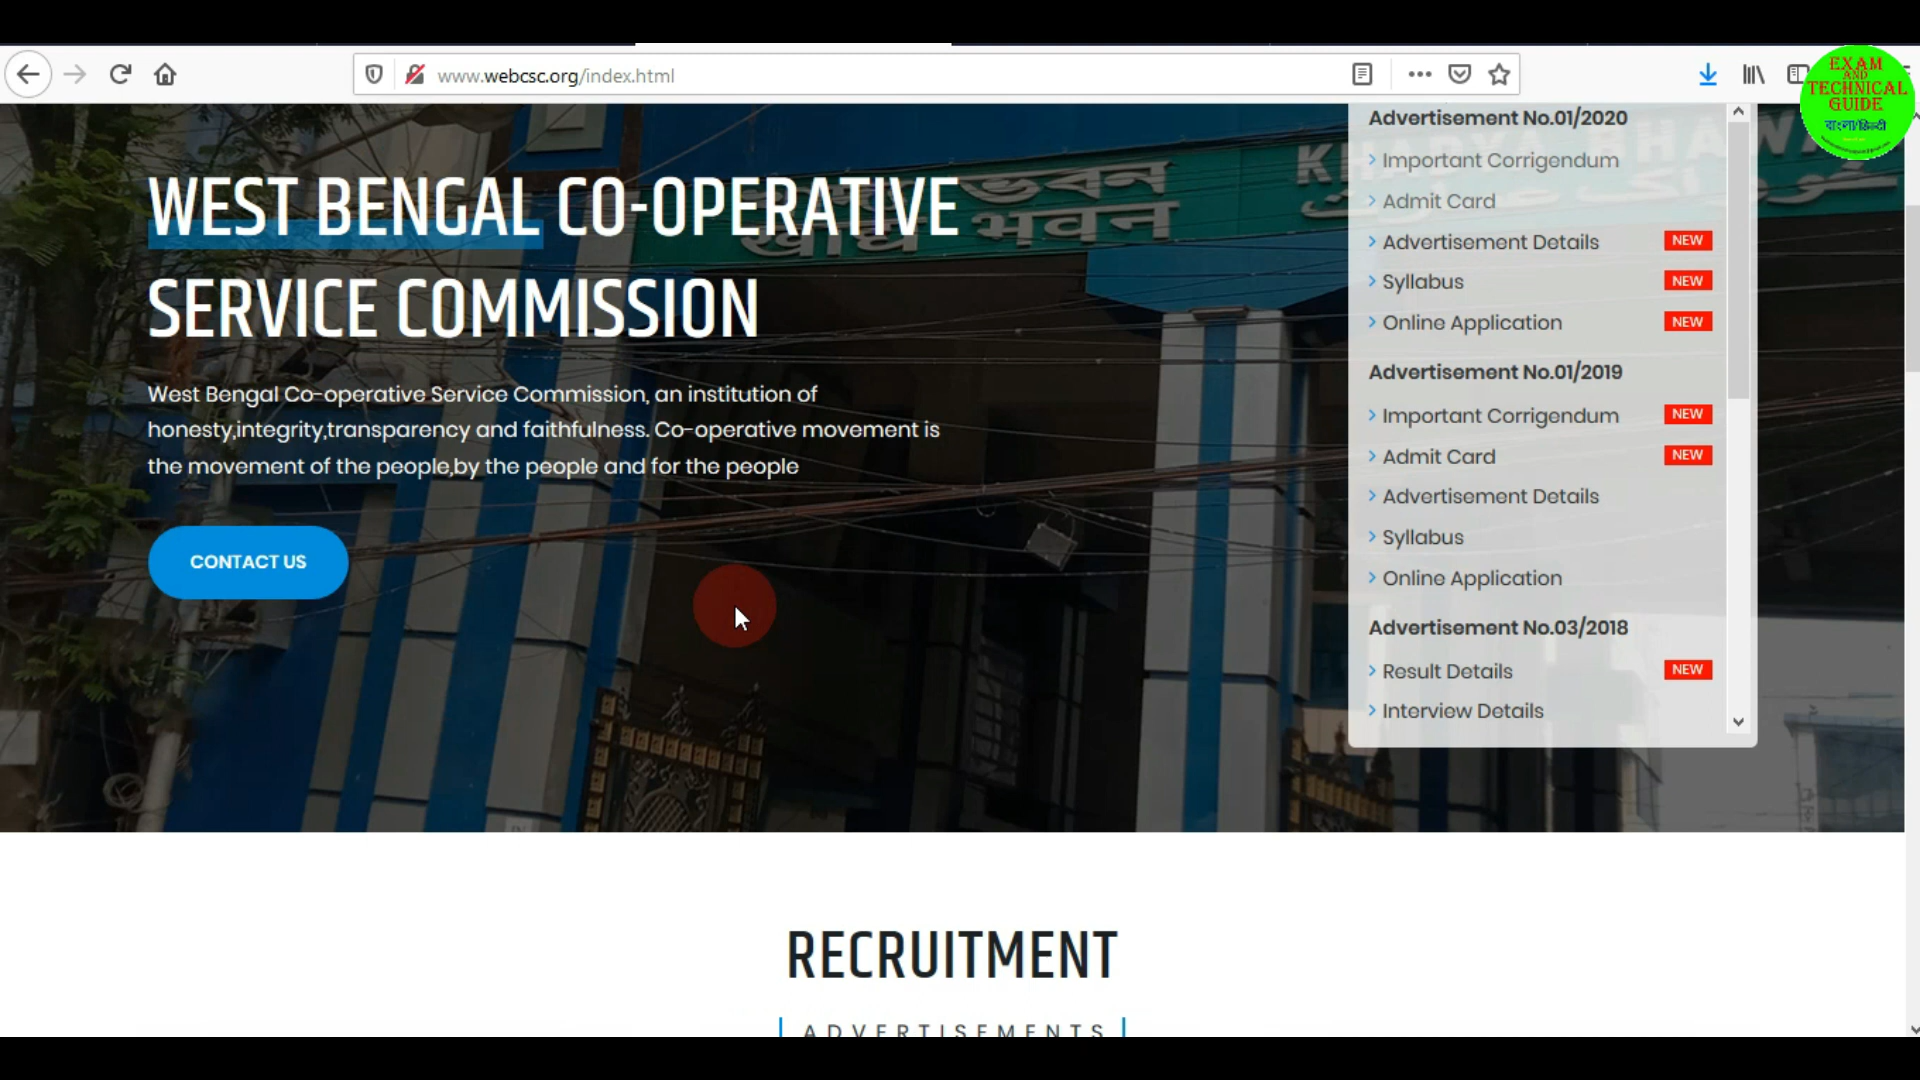 www.webcsc.org/index.html
EXAM
AND
TECHNICAL
GUIDE
বাংলা/हिन्दी
WEST BENGAL CO-OPERATIVE
SERVICE COMMISSION
West Bengal Co-operative Service Commission, an institution of
honesty,integrity,transparency and faithfulness. Co-operative movement is
the movement of the people,by the people and for the people
CONTACT US
ভবন
KHADYA BHAWA
খাদ্য भवन
Advertisement No.01/2020
Important Corrigendum
Admit Card
Advertisement Details NEW
Syllabus NEW
Online Application NEW
Advertisement No.01/2019
Important Corrigendum NEW
Admit Card NEW
Advertisement Details
Syllabus
Online Application
Advertisement No.03/2018
Result Details NEW
Interview Details
RECRUITMENT
ADVERTISEMENTS